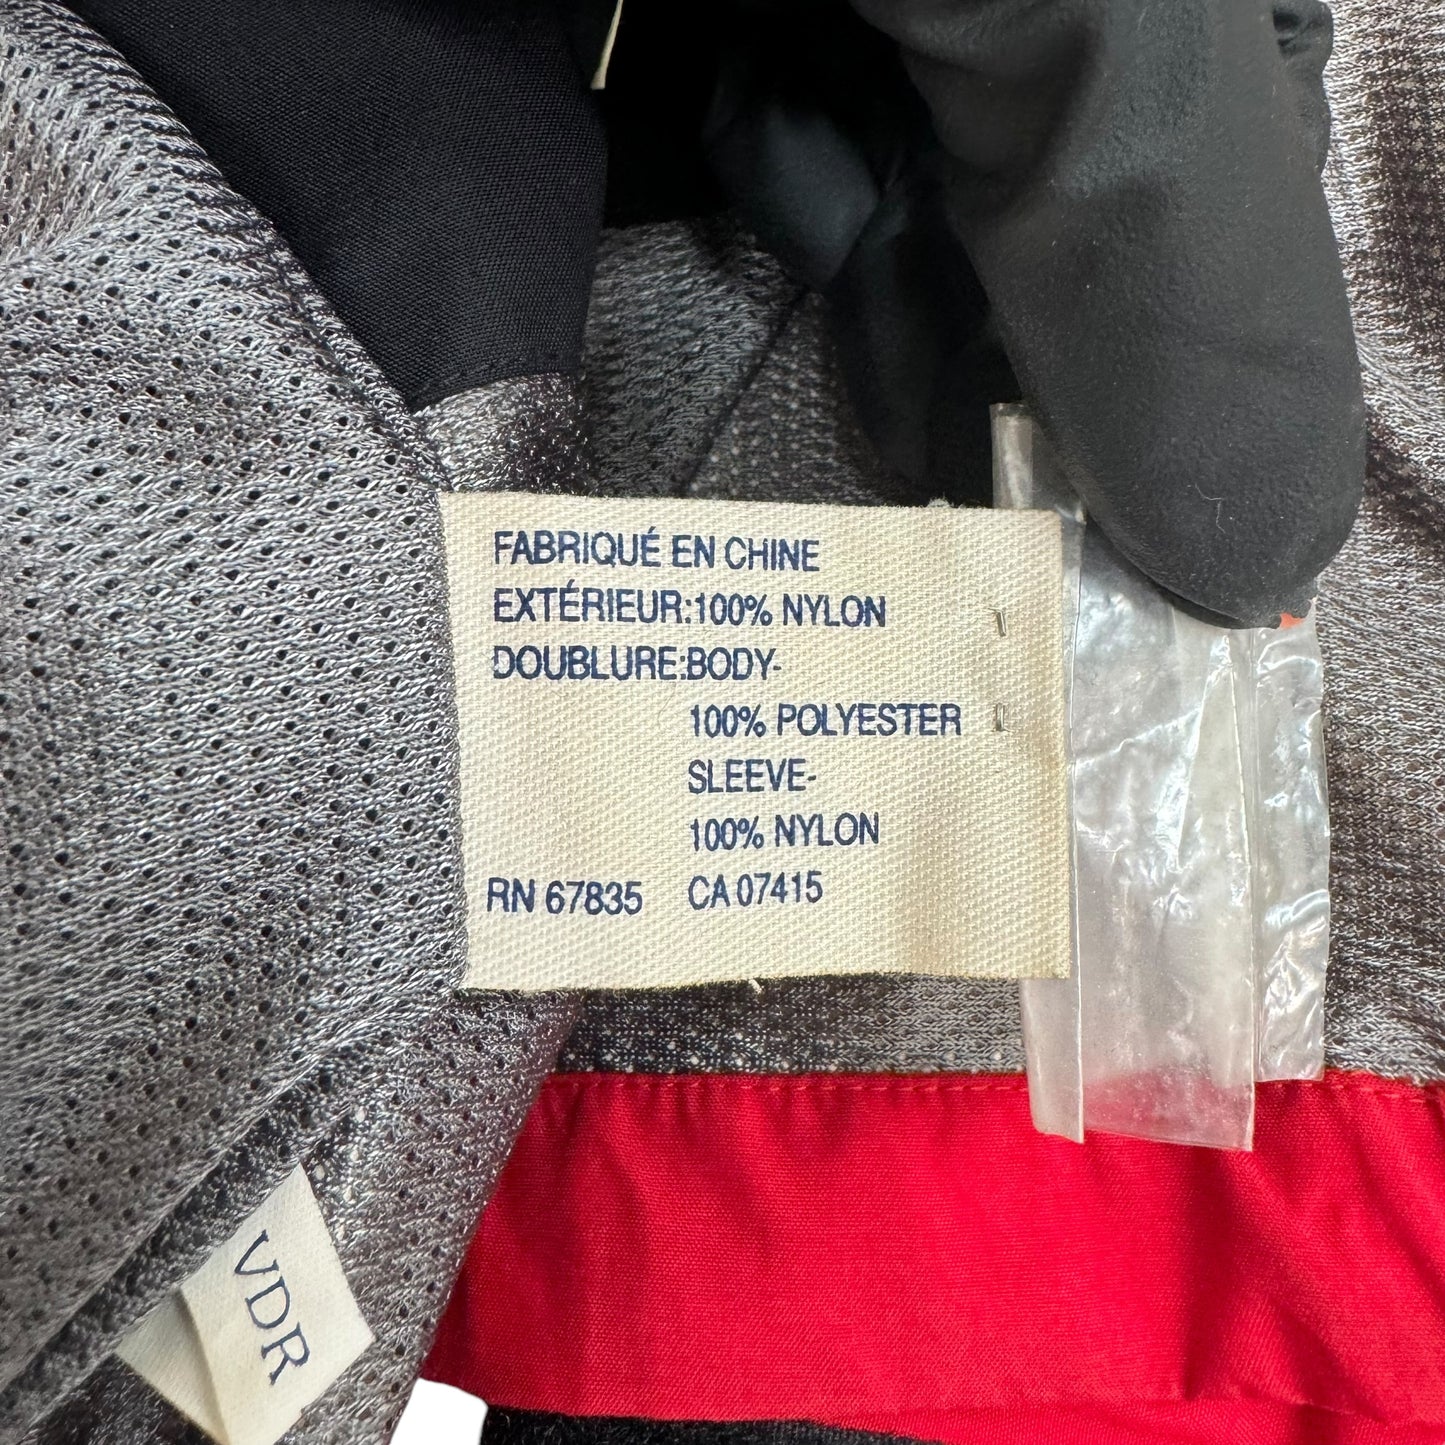 FABRIQUÉ EN CHINE
EXTÉRIEUR:100% NYLON
DOUBLURE:BODY-
100% POLYESTER
SLEEVE-
100% NYLON
RN 67835 CA 07415
VDR